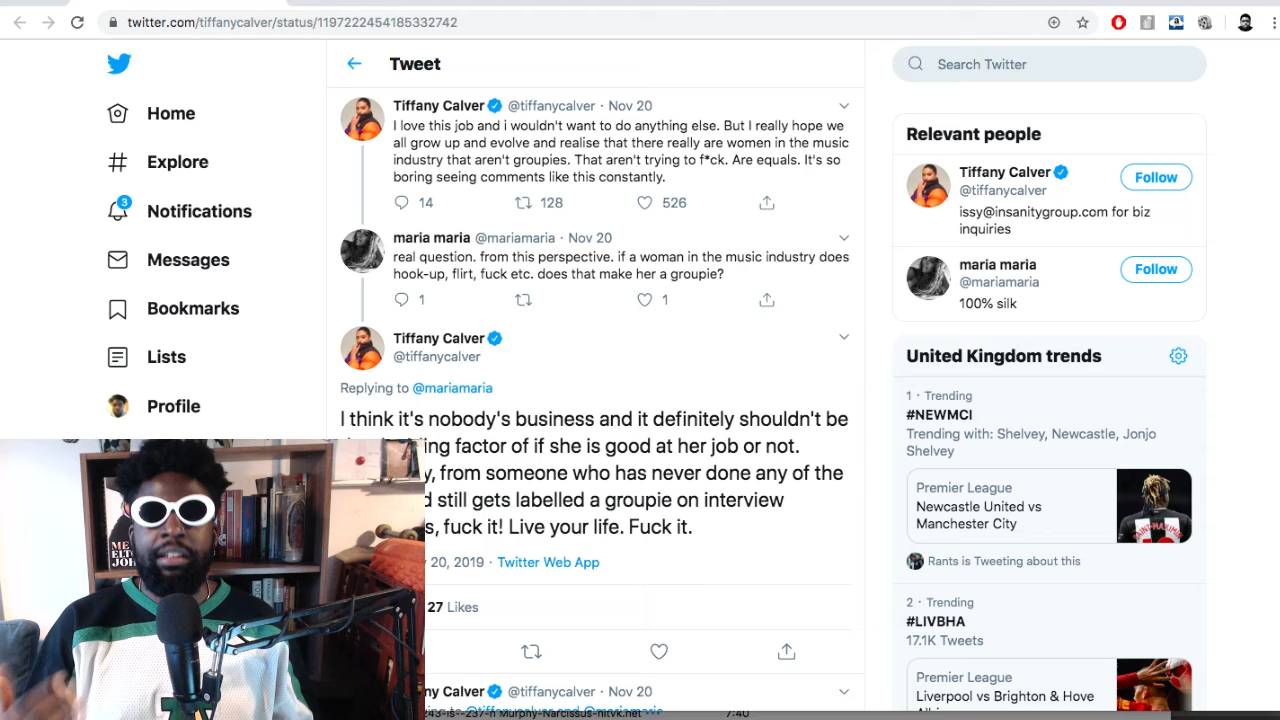 twitter.com/tiffanycalver/status/1197222454185332742
Home
Explore
3
Notifications
Messages
Bookmarks
Lists
Profile
Tweet
Tiffany Calver @tiffanycalver · Nov 20
I love this job and i wouldn't want to do anything else. But I really hope we
all grow up and evolve and realise that there really are women in the music
industry that aren't groupies. That aren't trying to f*ck. Are equals. It's so
boring seeing comments like this constantly.
14 128 526
maria maria @mariamaria · Nov 20
real question. from this perspective. if a woman in the music industry does
hook-up, flirt, fuck etc. does that make her a groupie?
1 1
Tiffany Calver
@tiffanycalver
Replying to @mariamaria
I think it's nobody's business and it definitely shouldn't be
ing factor of if she is good at her job or not.
y, from someone who has never done any of the
d still gets labelled a groupie on interview
s, fuck it! Live your life. Fuck it.
20, 2019 · Twitter Web App
27 Likes
Calver @tiffanycalver · Nov 20
@tiffanycalver and @mariamaria
7:40
Search Twitter
Relevant people
Tiffany Calver
@tiffanycalver
Follow
issy@insanitygroup.com for biz
inquiries
maria maria
@mariamaria
Follow
100% silk
United Kingdom trends
1 · Trending
#NEWMCI
Trending with: Shelvey, Newcastle, Jonjo
Shelvey
Premier League
Newcastle United vs
Manchester City
Rants is Tweeting about this
2 · Trending
#LIVBHA
17.1K Tweets
Premier League
Liverpool vs Brighton & Hove
ME
ELT
JOH